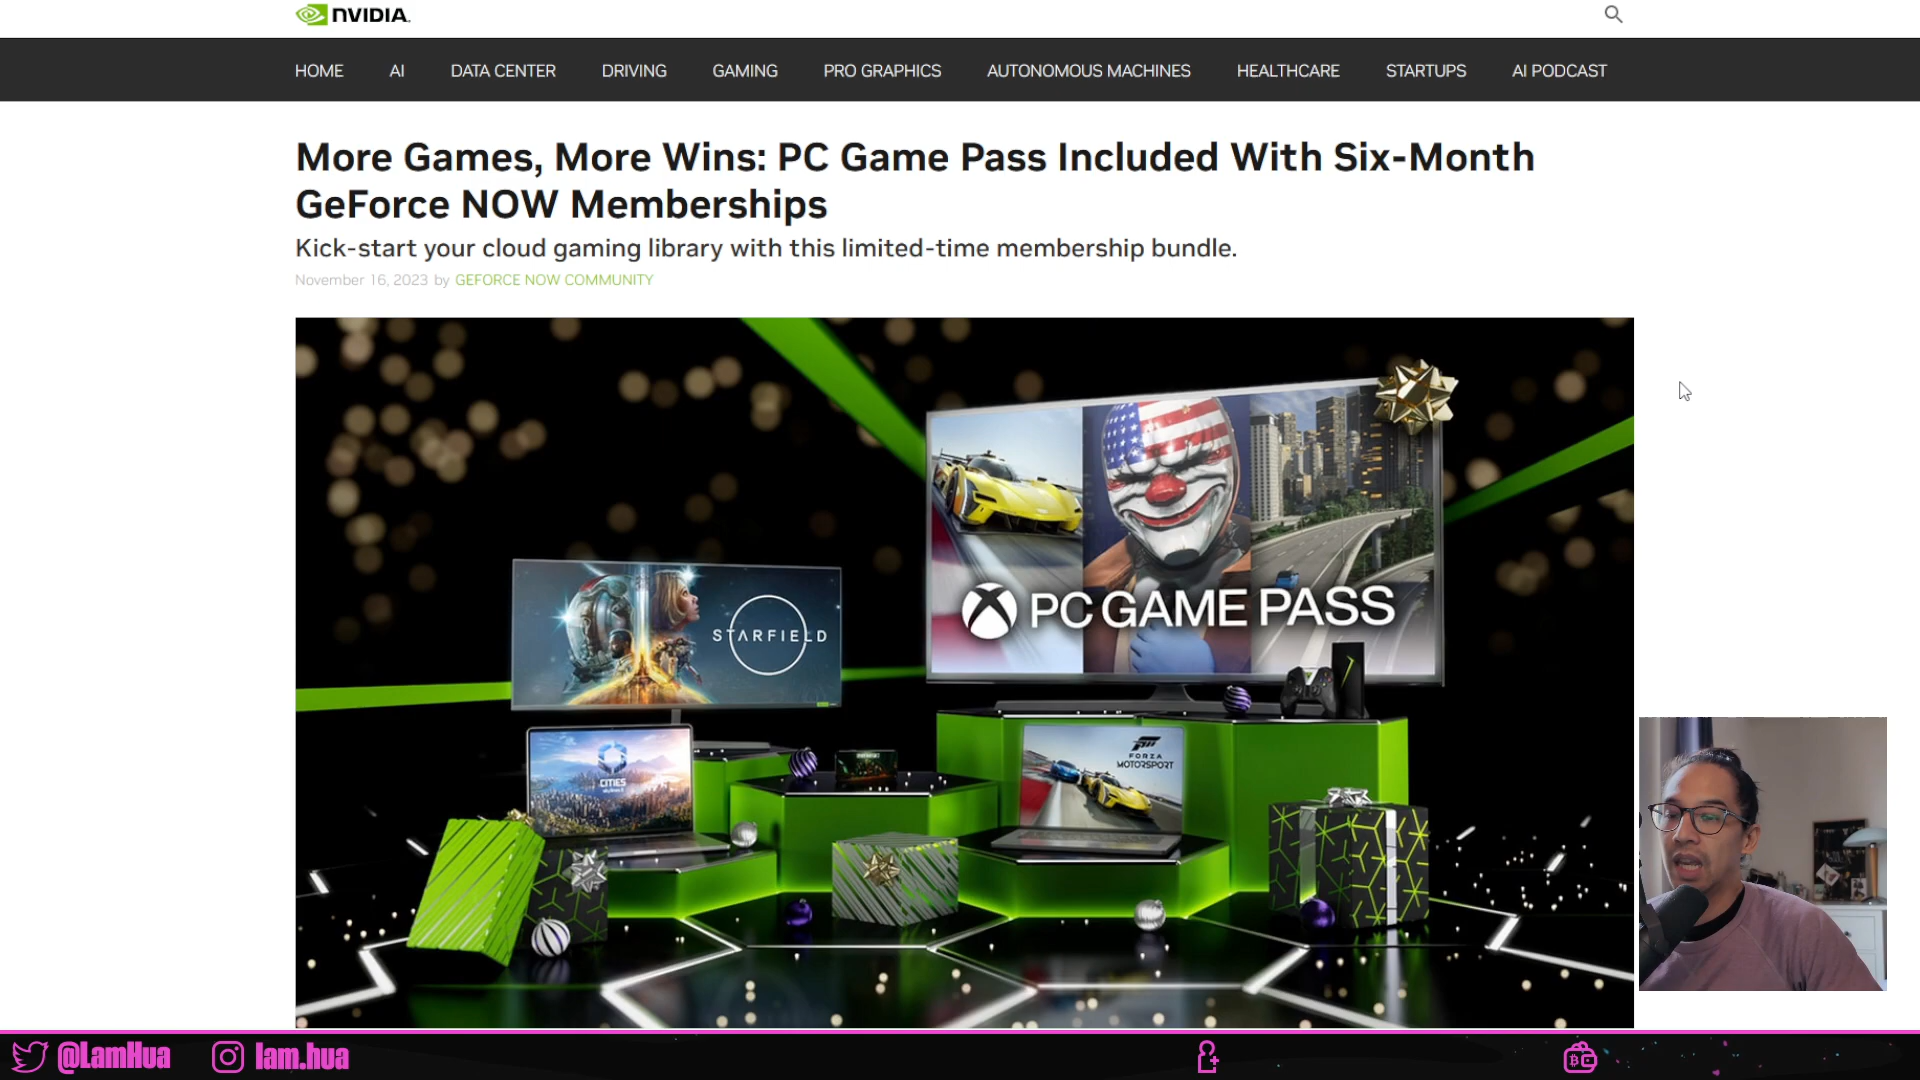 NVIDIA.
HOME AI DATA CENTER DRIVING GAMING PRO GRAPHICS AUTONOMOUS MACHINES HEALTHCARE STARTUPS AI PODCAST
More Games, More Wins: PC Game Pass Included With Six-Month
GeForce NOW Memberships
Kick-start your cloud gaming library with this limited-time membership bundle.
November 16, 2023 by GEFORCE NOW COMMUNITY
STARFIELD
PC GAME PASS
CITIES
FORZA
MOTORSPORT
@LamHua lam.hua